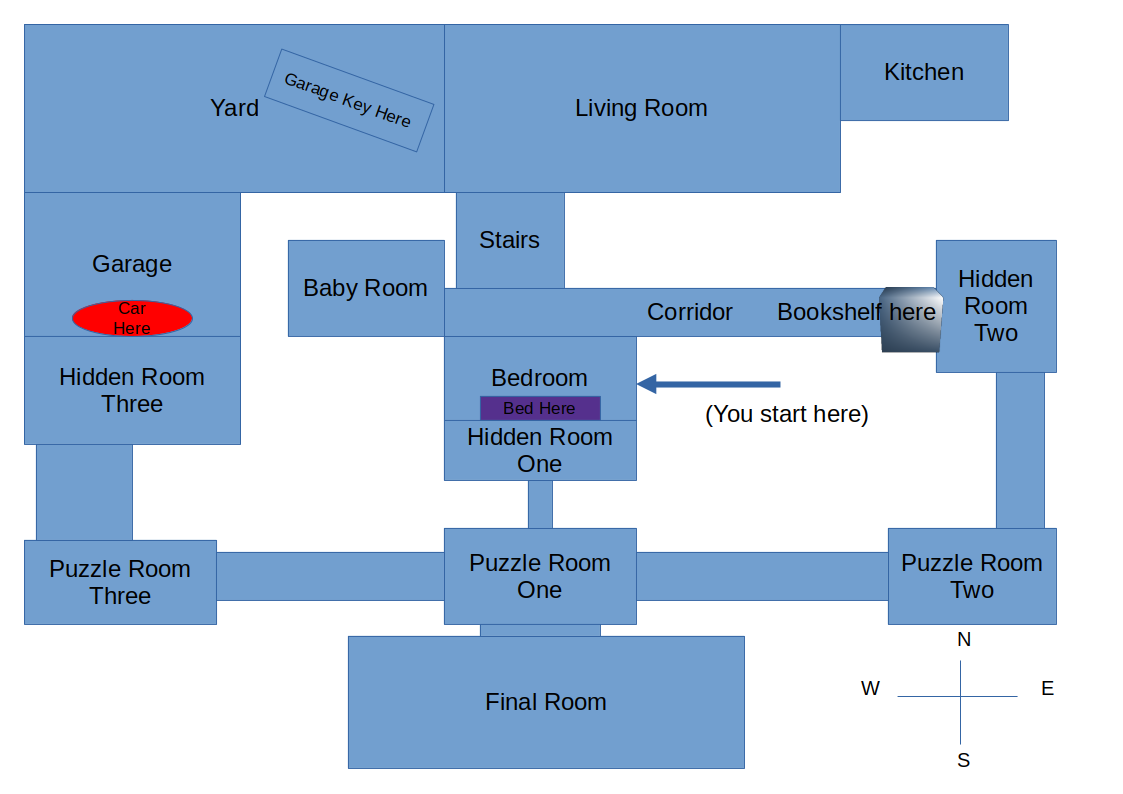 Kitchen
Garage Key Here
Yard
Living Room
Stairs
Garage
Baby Room
Hidden
Room
Two
Car
Here
Corridor
Bookshelf here
Hidden Room
Three
Bedroom
Bed Here
(You start here)
Hidden Room
One
Puzzle Room
Three
Puzzle Room
One
Puzzle Room
Two
N
W
E
S
Final Room